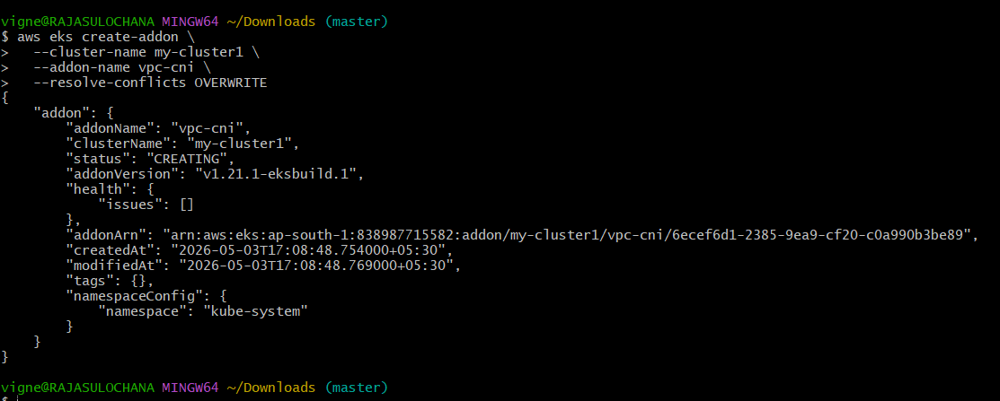 vigne@RAJASULOCHANA MINGW64 ~/Downloads (master)
$ aws eks create-addon \
>   --cluster-name my-cluster1 \
>   --addon-name vpc-cni \
>   --resolve-conflicts OVERWRITE
{
    "addon": {
        "addonName": "vpc-cni",
        "clusterName": "my-cluster1",
        "status": "CREATING",
        "addonVersion": "v1.21.1-eksbuild.1",
        "health": {
            "issues": []
        },
        "addonArn": "arn:aws:eks:ap-south-1:838987715582:addon/my-cluster1/vpc-cni/6ecef6d1-2385-9ea9-cf20-c0a990b3be89",
        "createdAt": "2026-05-03T17:08:48.754000+05:30",
        "modifiedAt": "2026-05-03T17:08:48.769000+05:30",
        "tags": {},
        "namespaceConfig": {
            "namespace": "kube-system"
        }
    }
}
vigne@RAJASULOCHANA MINGW64 ~/Downloads (master)
$